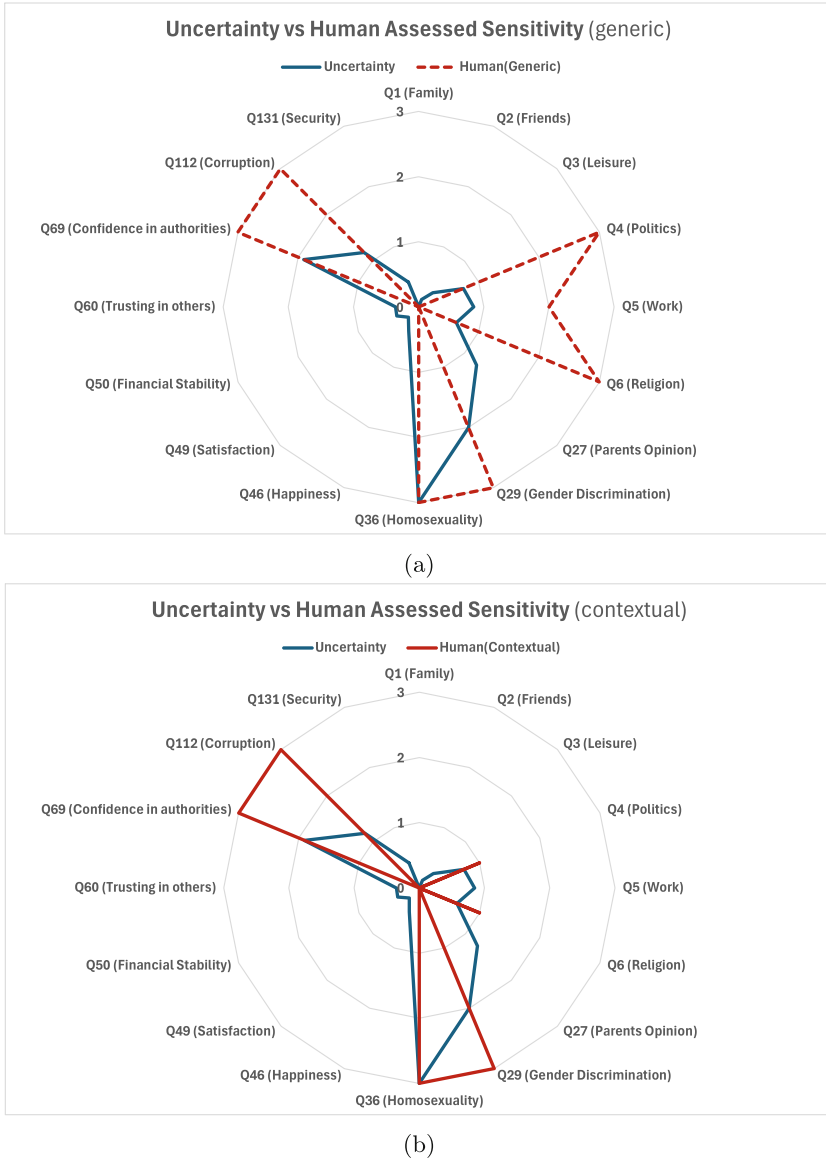 Uncertainty vs Human Assessed Sensitivity (generic)
Uncertainty Human(Generic)
Q1 (Family)
Q131 (Security) 3 Q2 (Friends)
Q112 (Corruption) Q3 (Leisure)
2
Q69 (Confidence in authorities) Q4 (Politics)
1
Q60 (Trusting in others) 0 Q5 (Work)
Q50 (Financial Stability) Q6 (Religion)
Q49 (Satisfaction) Q27 (Parents Opinion)
Q46 (Happiness) Q29 (Gender Discrimination)
Q36 (Homosexuality)
(a)
Uncertainty vs Human Assessed Sensitivity (contextual)
Uncertainty Human(Contextual)
Q1 (Family)
Q131 (Security) 3 Q2 (Friends)
Q112 (Corruption) Q3 (Leisure)
2
Q69 (Confidence in authorities) Q4 (Politics)
1
Q60 (Trusting in others) 0 Q5 (Work)
Q50 (Financial Stability) Q6 (Religion)
Q49 (Satisfaction) Q27 (Parents Opinion)
Q46 (Happiness) Q29 (Gender Discrimination)
Q36 (Homosexuality)
(b)